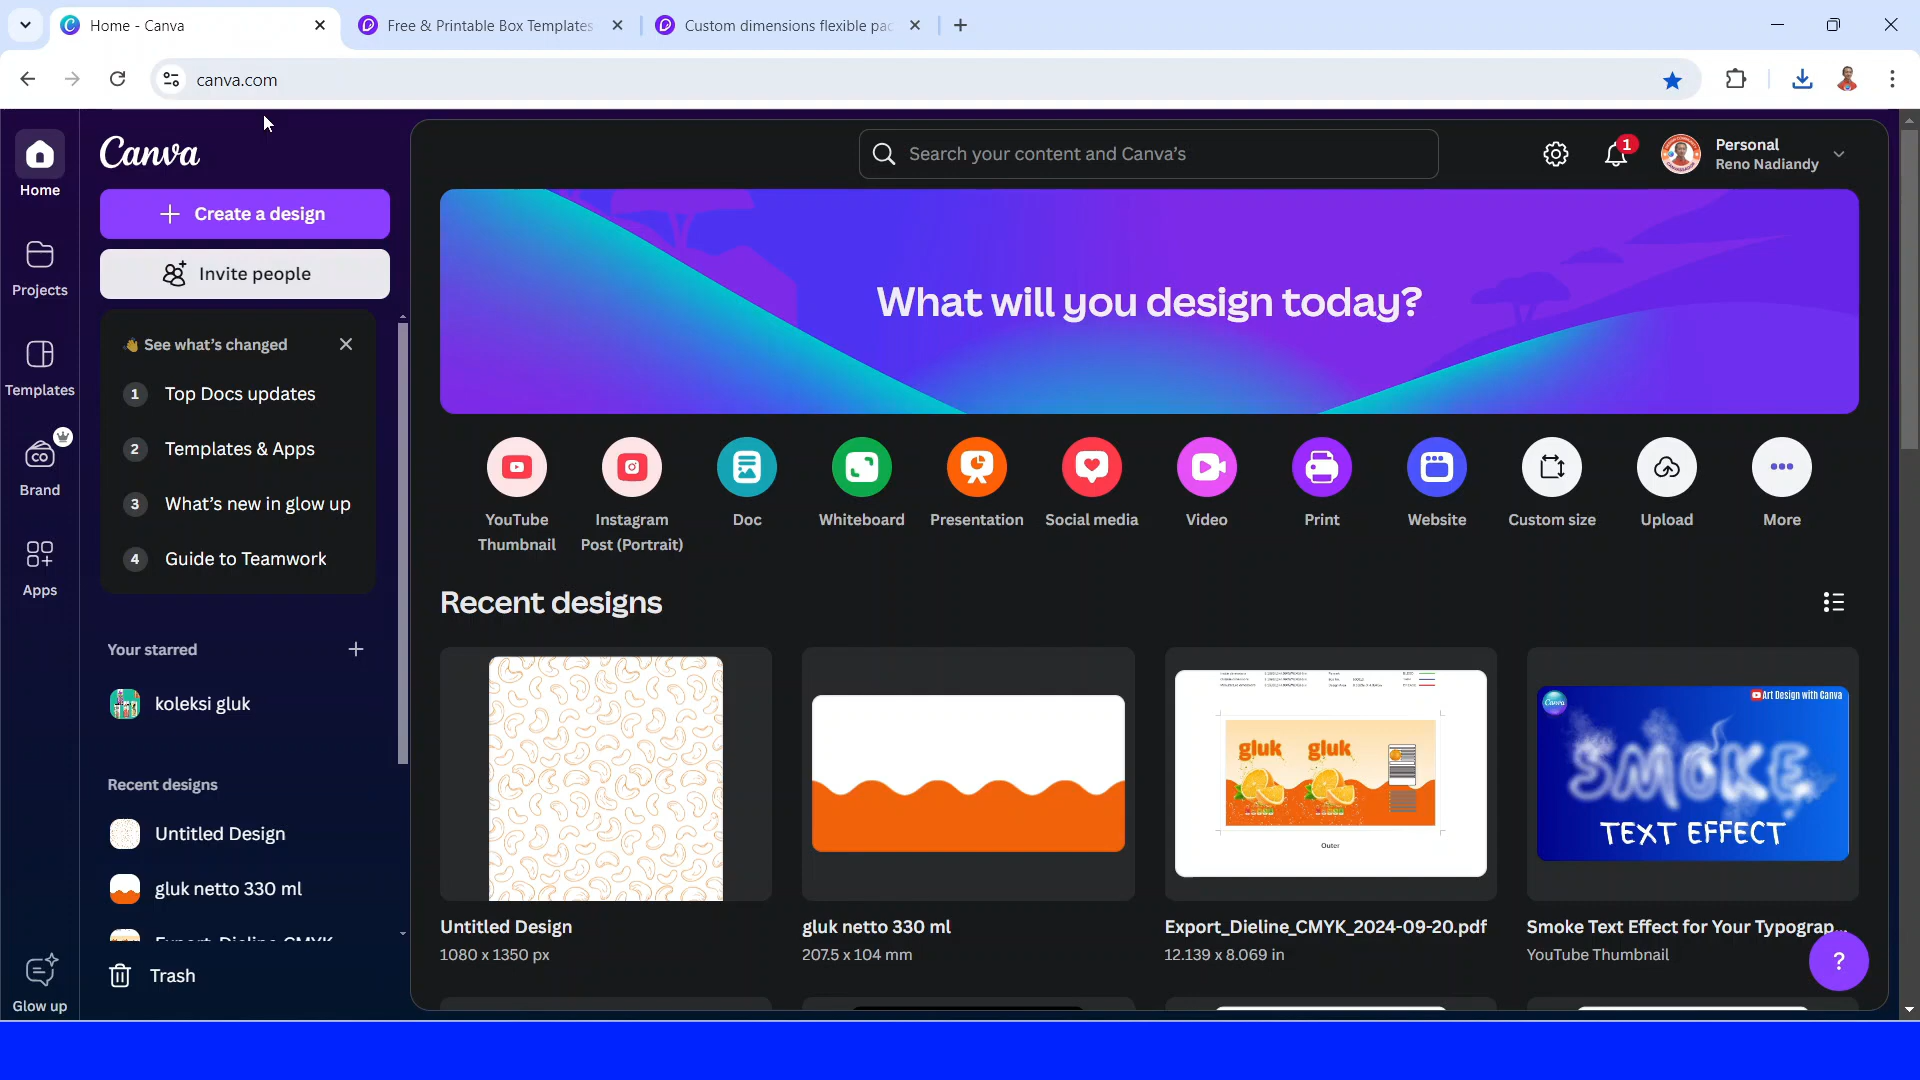 Home - Canva
Free & Printable Box Templates
Custom dimensions flexible pac
canva.com
Home
Projects
Templates
Brand
Apps
Glow up
Canva
Create a design
Invite people
See what's changed
1 Top Docs updates
2 Templates & Apps
3 What's new in glow up
4 Guide to Teamwork
Your starred
koleksi gluk
Recent designs
Untitled Design
gluk netto 330 ml
Trash
Search your content and Canva's
1
Personal
Reno Nadiandy
What will you design today?
YouTube
Thumbnail
Instagram
Post (Portrait)
Doc
Whiteboard
Presentation
Social media
Video
Print
Website
Custom size
Upload
More
Recent designs
gluk gluk
Outer
Canva
Art Design with Canva
SMOKE
TEXT EFFECT
Untitled Design
1080 x 1350 px
gluk netto 330 ml
207.5 x 104 mm
Export_Dieline_CMYK_2024-09-20.pdf
12.139 x 8.069 in
Smoke Text Effect for Your Typograp...
YouTube Thumbnail
?